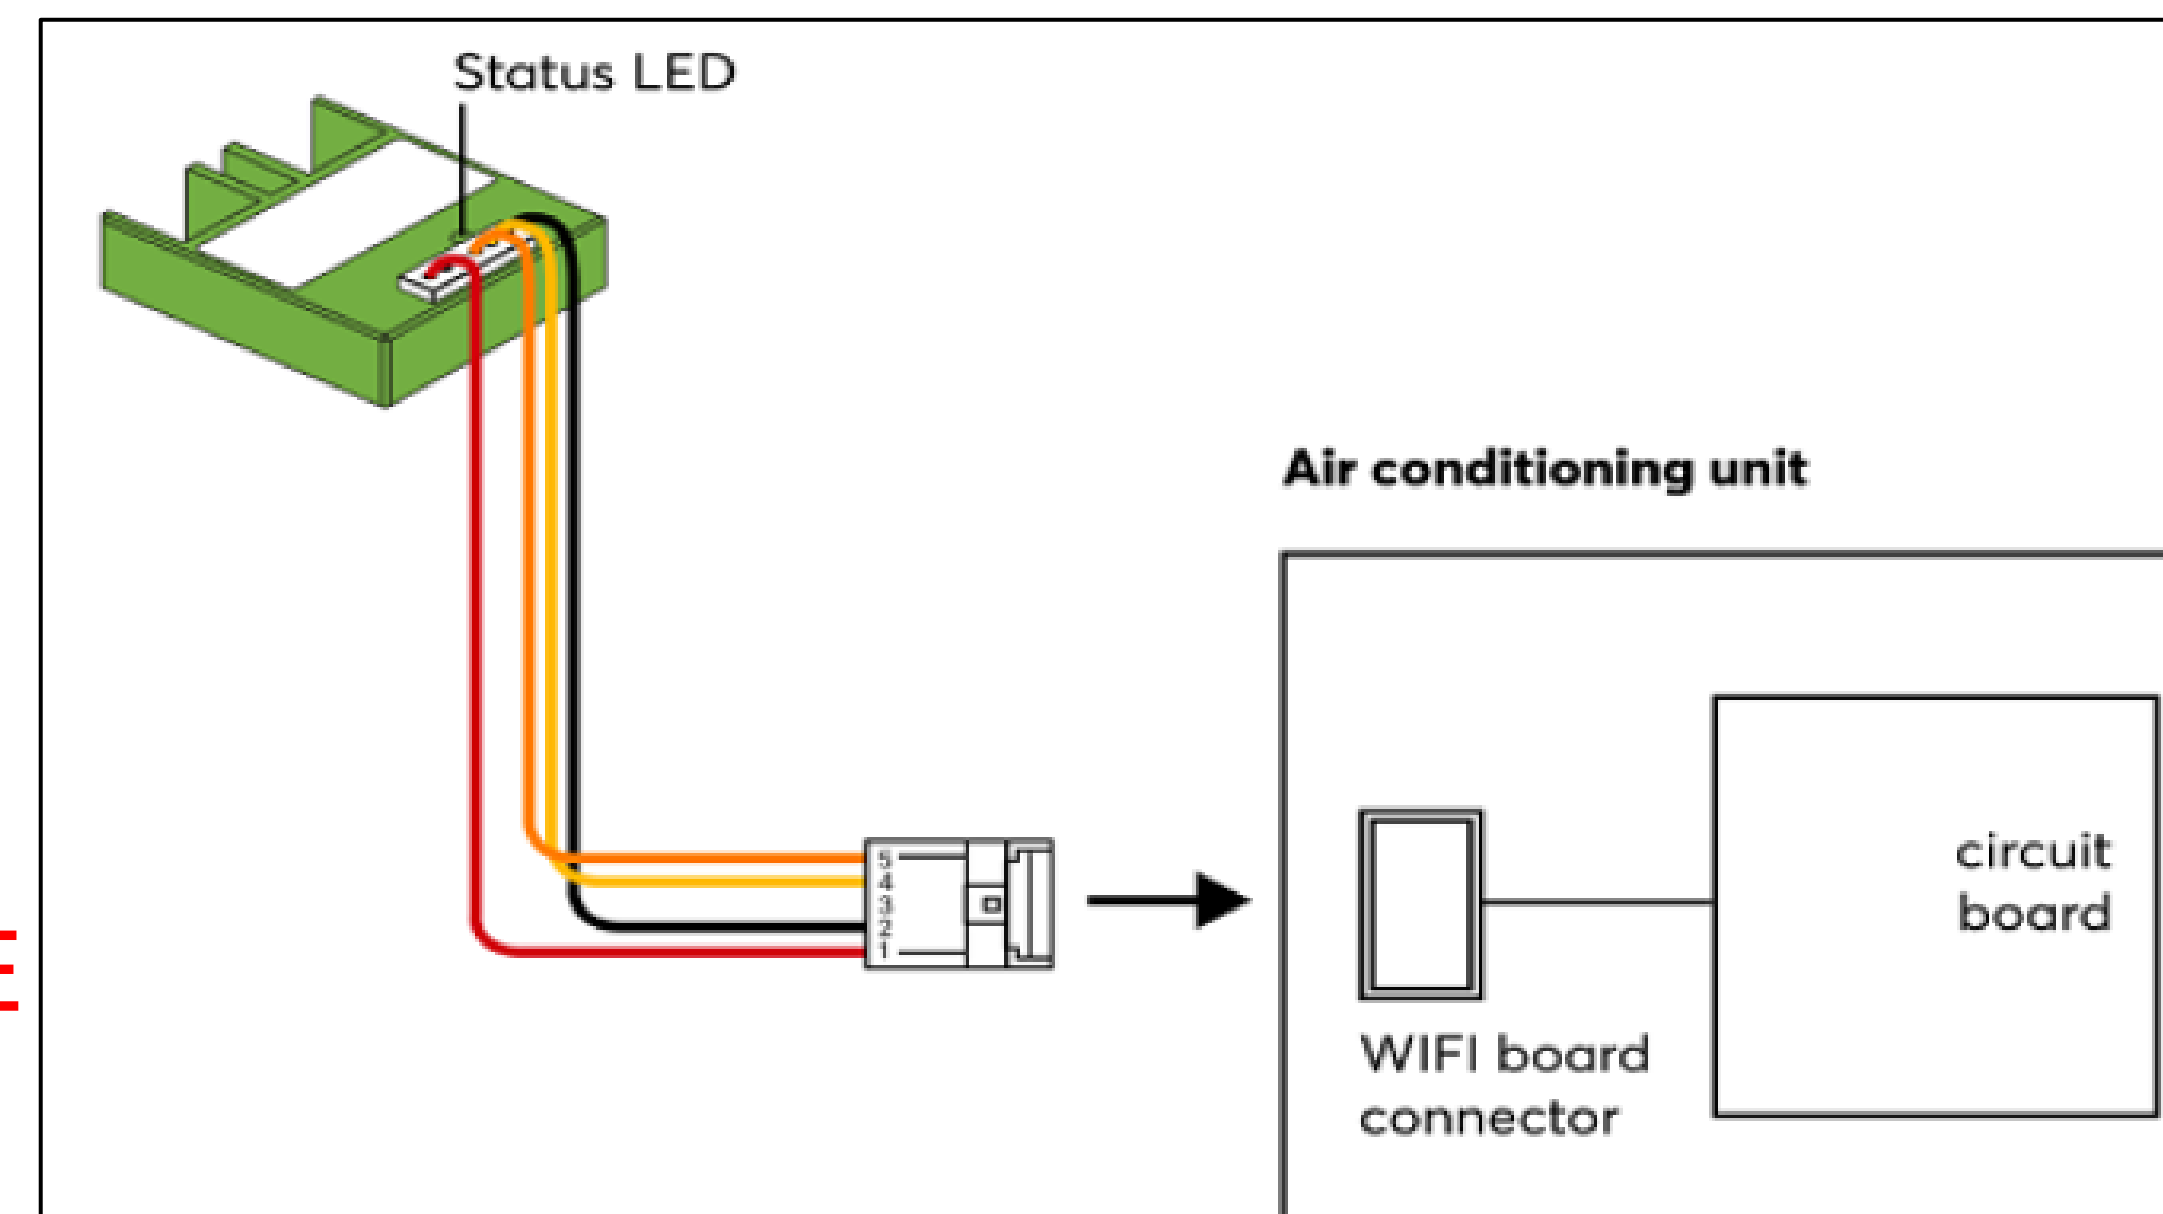 Status LED
Air conditioning unit
5
4
3
2
1
circuit
board
WIFI board
connector